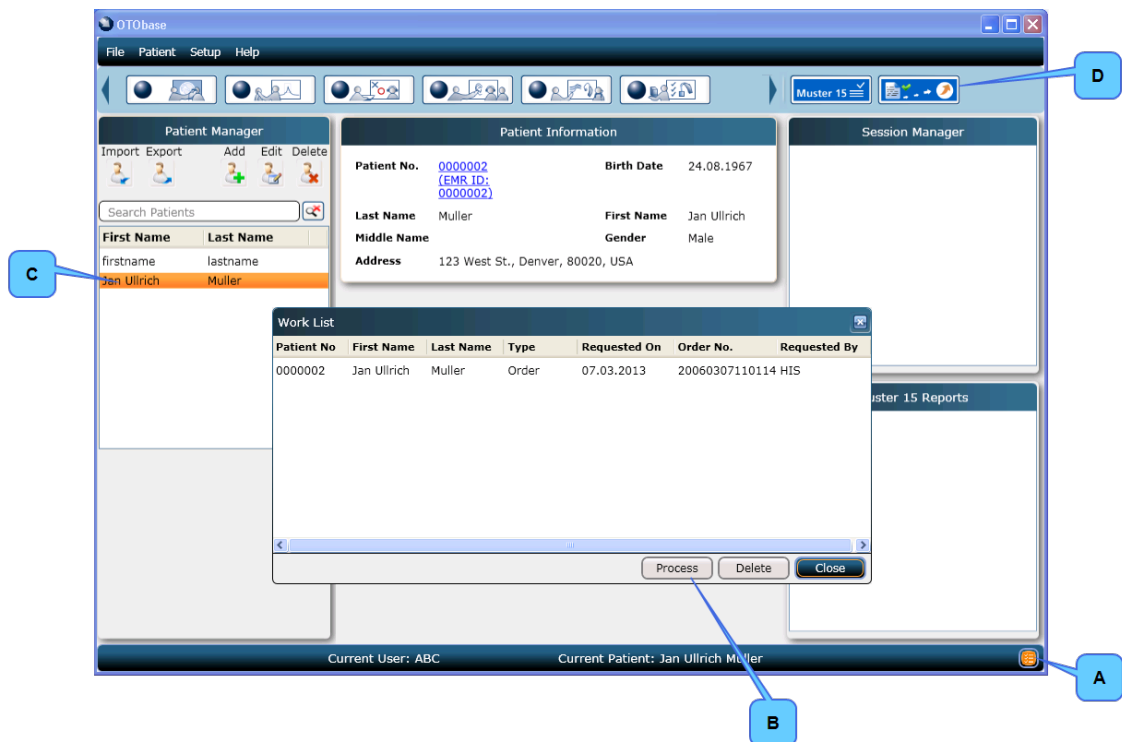 OTObase
File Patient Setup Help
Muster 15
D
Patient Manager
Import Export Add Edit Delete
Search Patients
First Name Last Name
firstname lastname
Jan Ullrich Muller
C
Patient Information
Patient No. 0000002
(EMR ID:
0000002)
Birth Date 24.08.1967
Last Name Muller First Name Jan Ullrich
Middle Name Gender Male
Address 123 West St., Denver, 80020, USA
Session Manager
Work List
Patient No First Name Last Name Type Requested On Order No. Requested By
0000002 Jan Ullrich Muller Order 07.03.2013 20060307110114 HIS
Process Delete Close
uster 15 Reports
Current User: ABC Current Patient: Jan Ullrich Muller
A
B